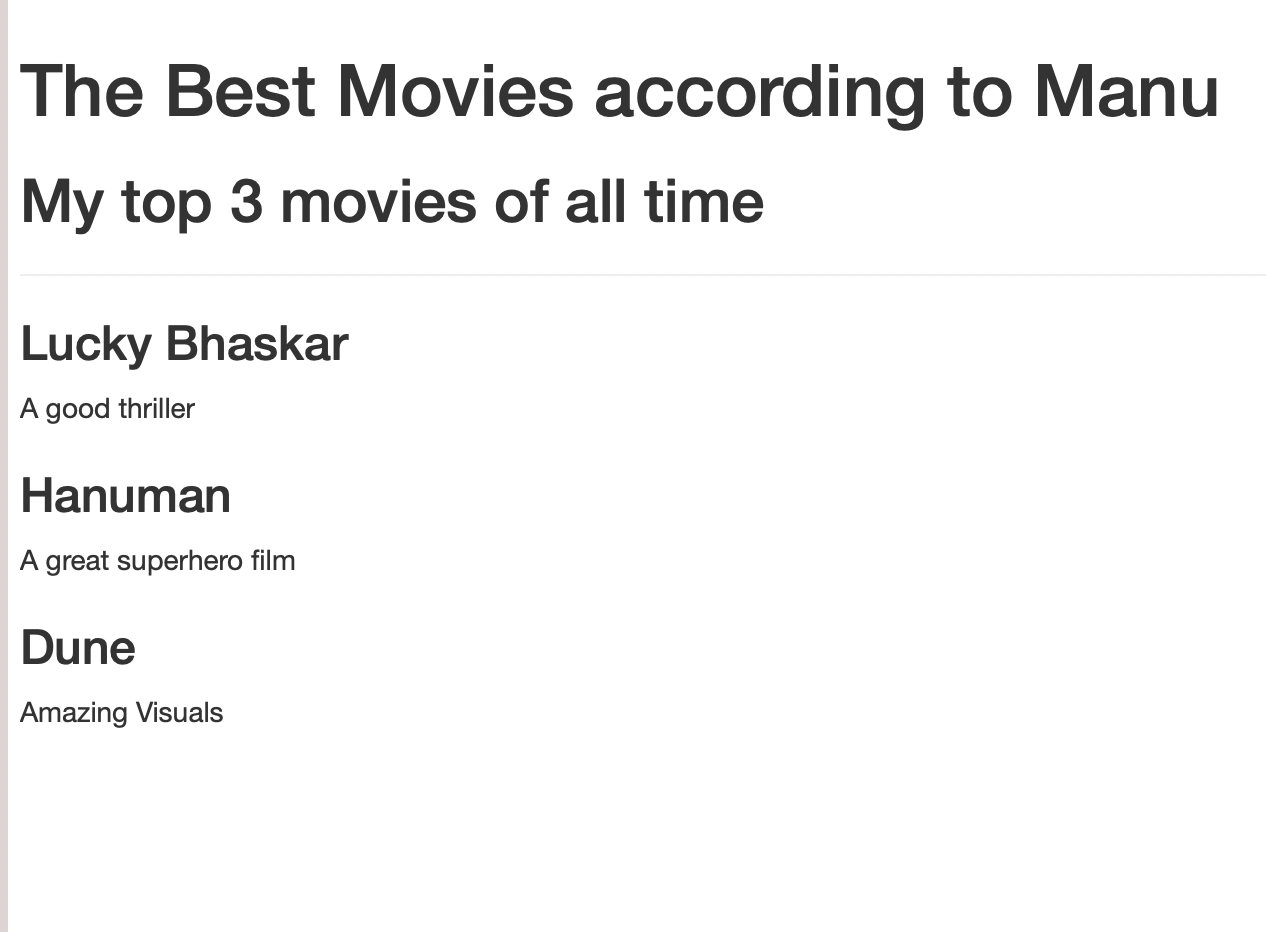 The Best Movies according to Manu
My top 3 movies of all time
Lucky Bhaskar
A good thriller
Hanuman
A great superhero film
Dune
Amazing Visuals